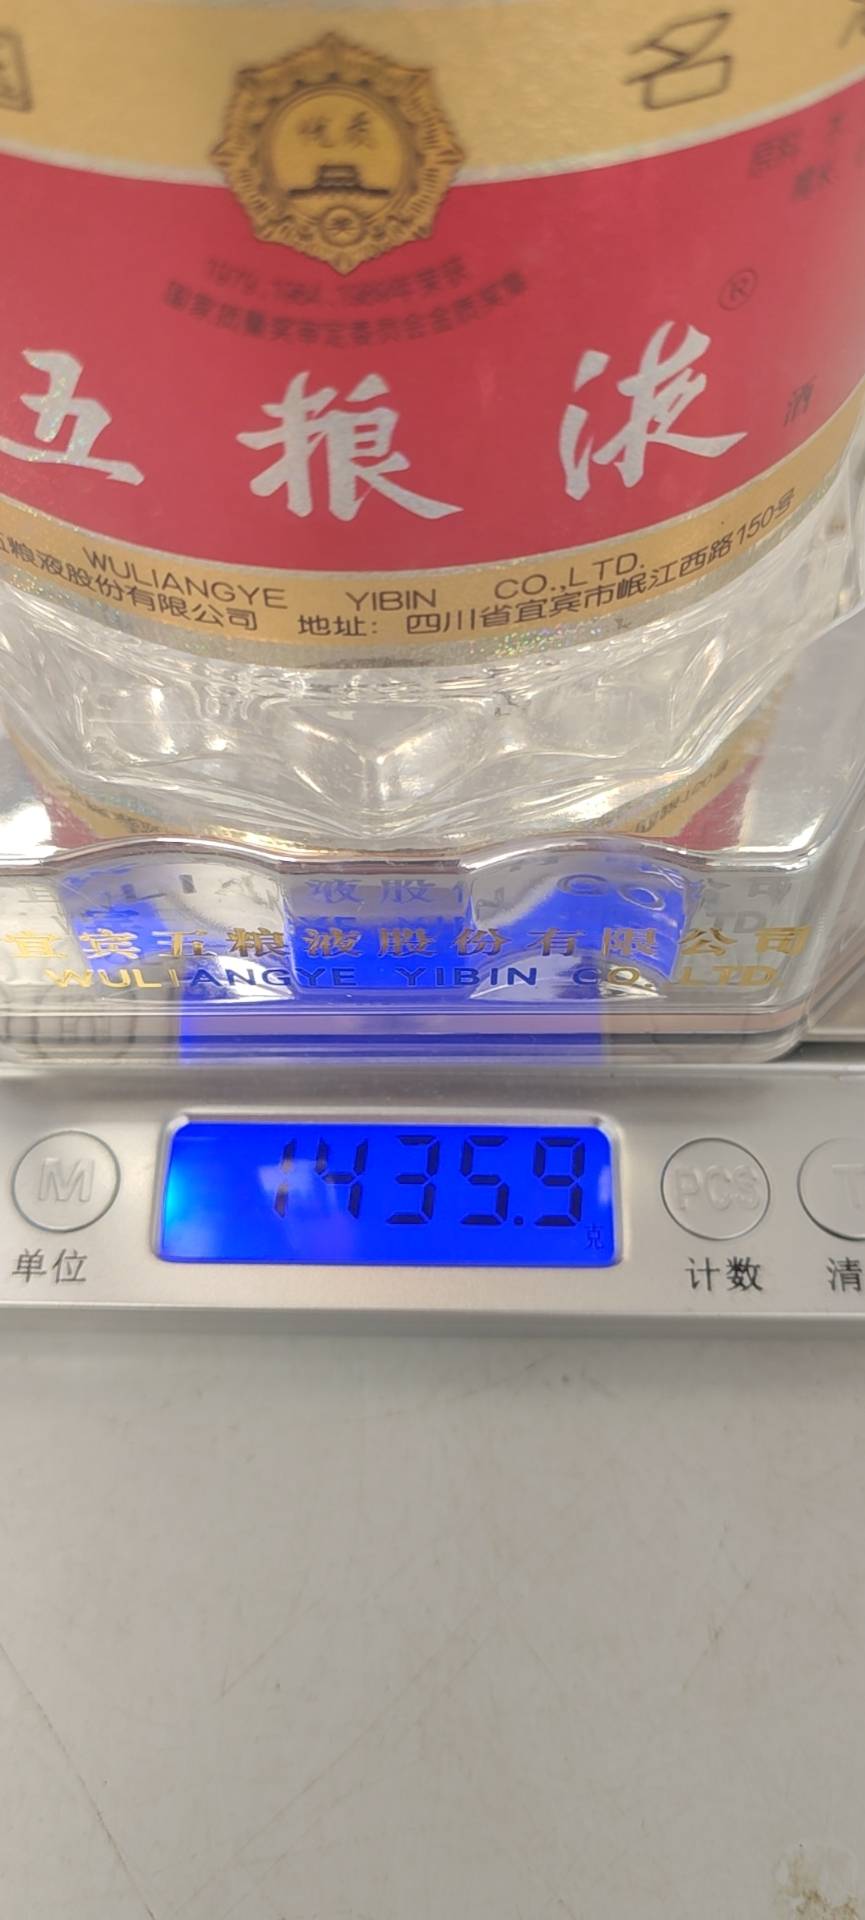 名
优质
1979、1984、1989年荣获
国家质量奖审定委员会金质奖章
®
五粮液
酒
WULIANGYE YIBIN CO.,LTD.
五粮液股份有限公司 地址：四川省宜宾市岷江西路150号
宜宾五粮液股份有限公司
WULIANGYE YIBIN CO.,LTD.
1435.9
克
M
PCS
T
单位
计数
清